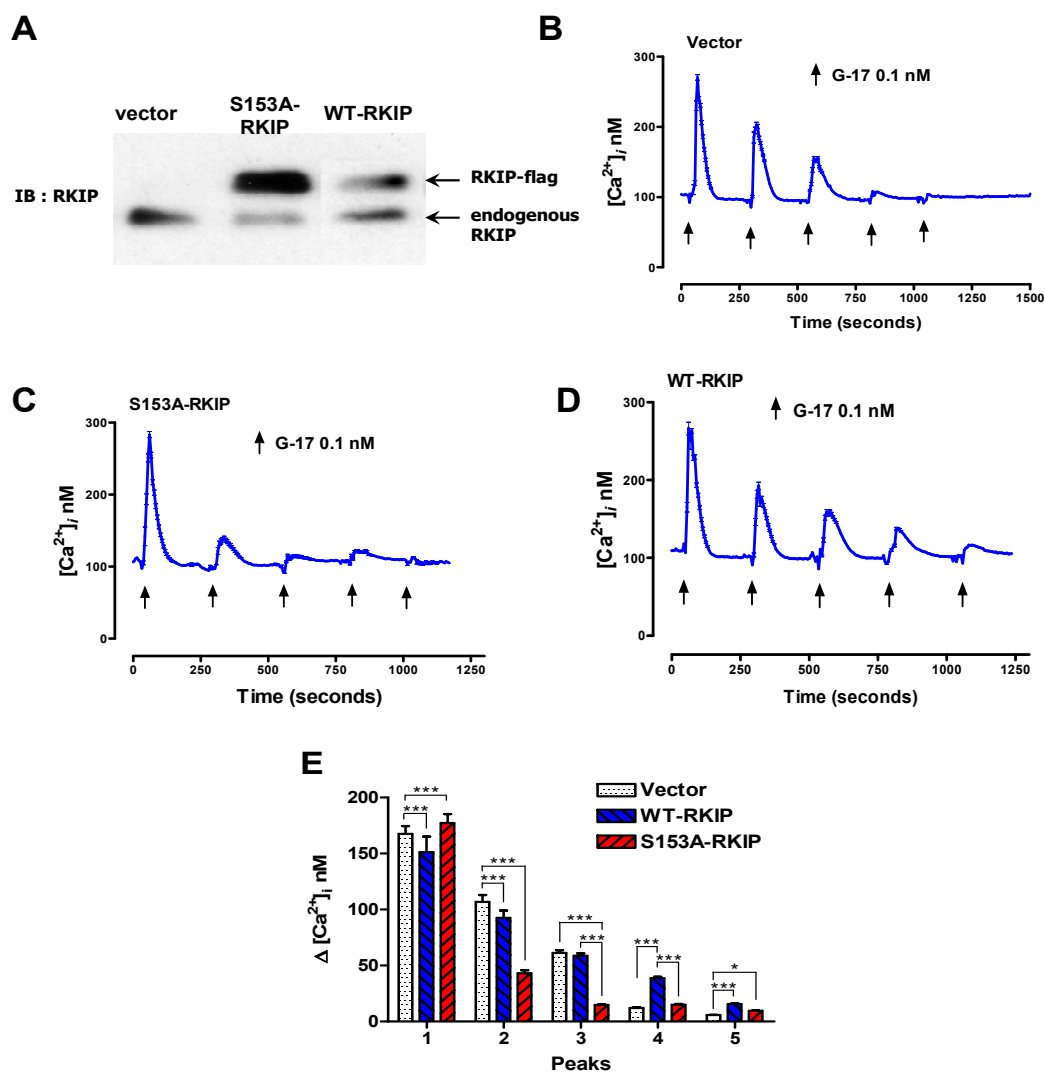 A
vector
S153A-
RKIP
WT-RKIP
IB : RKIP
RKIP-flag
endogenous
RKIP
B
Vector
G-17 0.1 nM
300
200
100
0
[Ca²⁺]ᵢ nM
0 250 500 750 1000 1500
Time (seconds)
C
S153A-RKIP
G-17 0.1 nM
300
200
100
0
[Ca²⁺]ᵢ nM
0 250 500 750 1000 1250
Time (seconds)
D
WT-RKIP
G-17 0.1 nM
300
200
100
0
[Ca²⁺]ᵢ nM
0 250 500 750 1000 1250
Time (seconds)
E
Vector
WT-RKIP
S153A-RKIP
200
150
100
50
0
Δ [Ca²⁺]ᵢ nM
***
***
***
***
***
***
***
***
*
***
1 2 3 4 5
Peaks